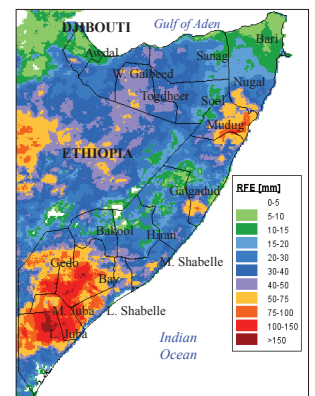 DJIBOUTI
Gulf of Aden
Awdal
Sanag
Bari
W. Galbeed
Nugal
Togdheer
Sool
Mudug
ETHIOPIA
Galgadud
RFE [mm]
0-5
5-10
10-15
15-20
20-30
30-40
40-50
50-75
75-100
100-150
>150
Bakool
Hiran
Gedo
M. Shabelle
Bay
M. Juba
L. Shabelle
L. Juba
Indian
Ocean